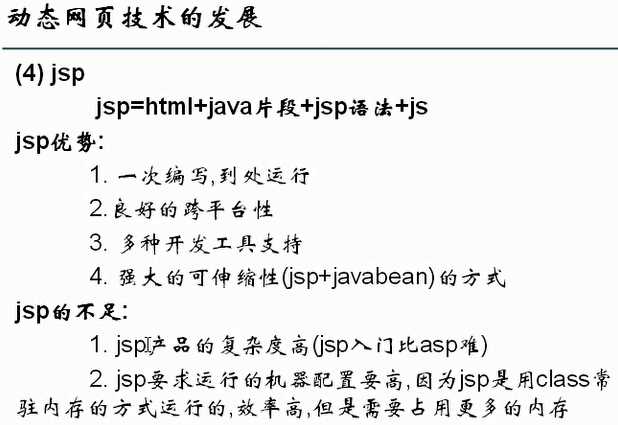 动态网页技术的发展
(4) jsp
jsp=html+java片段+jsp语法+js
jsp优势:
1. 一次编写,到处运行
2.良好的跨平台性
3. 多种开发工具支持
4. 强大的可伸缩性(jsp+javabean)的方式
jsp的不足:
1. jsp产品的复杂度高(jsp入门比asp难)
2. jsp要求运行的机器配置要高,因为jsp是用class常
驻内存的方式运行的,效率高,但是需要占用更多的内存